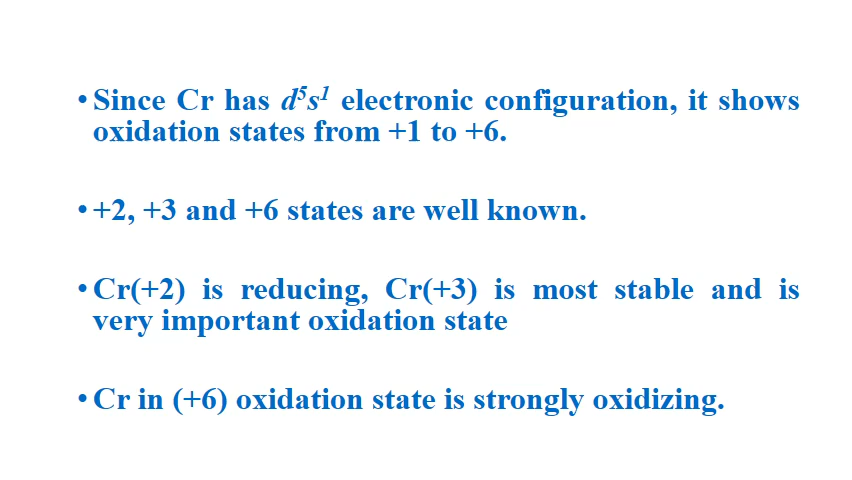 • Since Cr has d⁵s¹ electronic configuration, it shows
oxidation states from +1 to +6.
• +2, +3 and +6 states are well known.
• Cr(+2) is reducing, Cr(+3) is most stable and is
very important oxidation state
• Cr in (+6) oxidation state is strongly oxidizing.